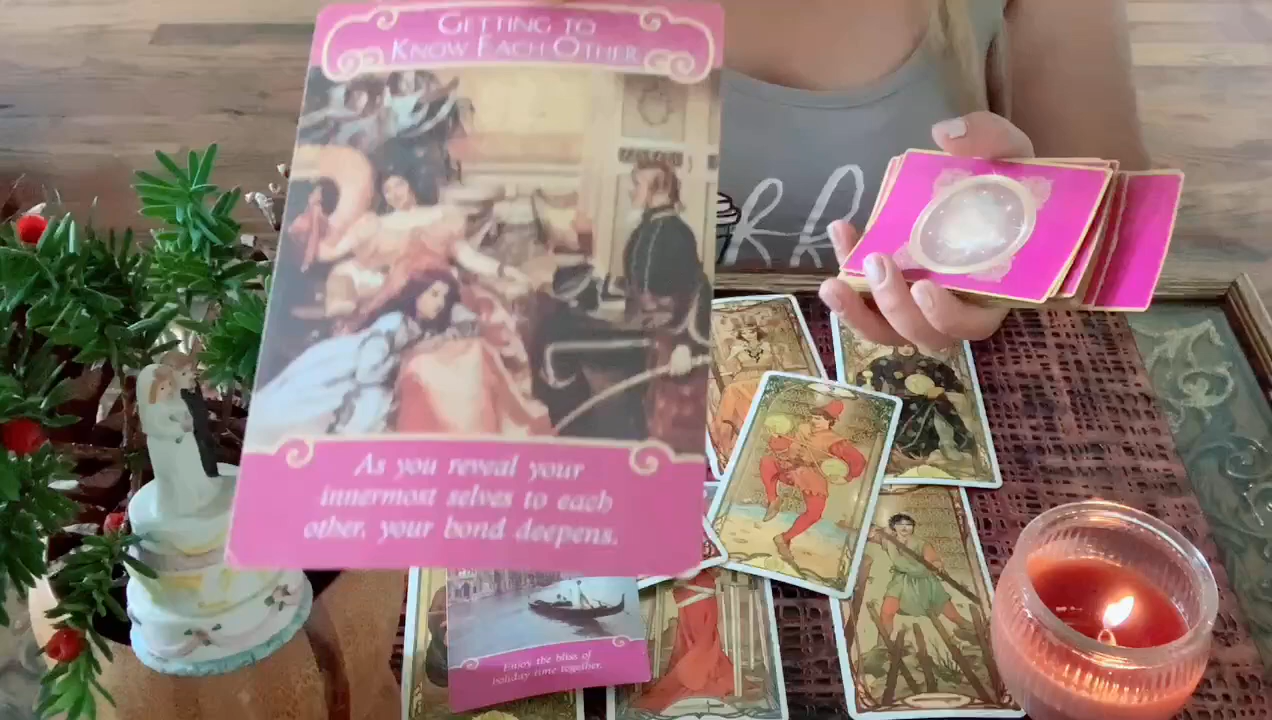 GETTING TO
KNOW EACH OTHER
As you reveal your
innermost selves to each
other, your bond deepens.
Enjoy the bliss of
holiday time together.